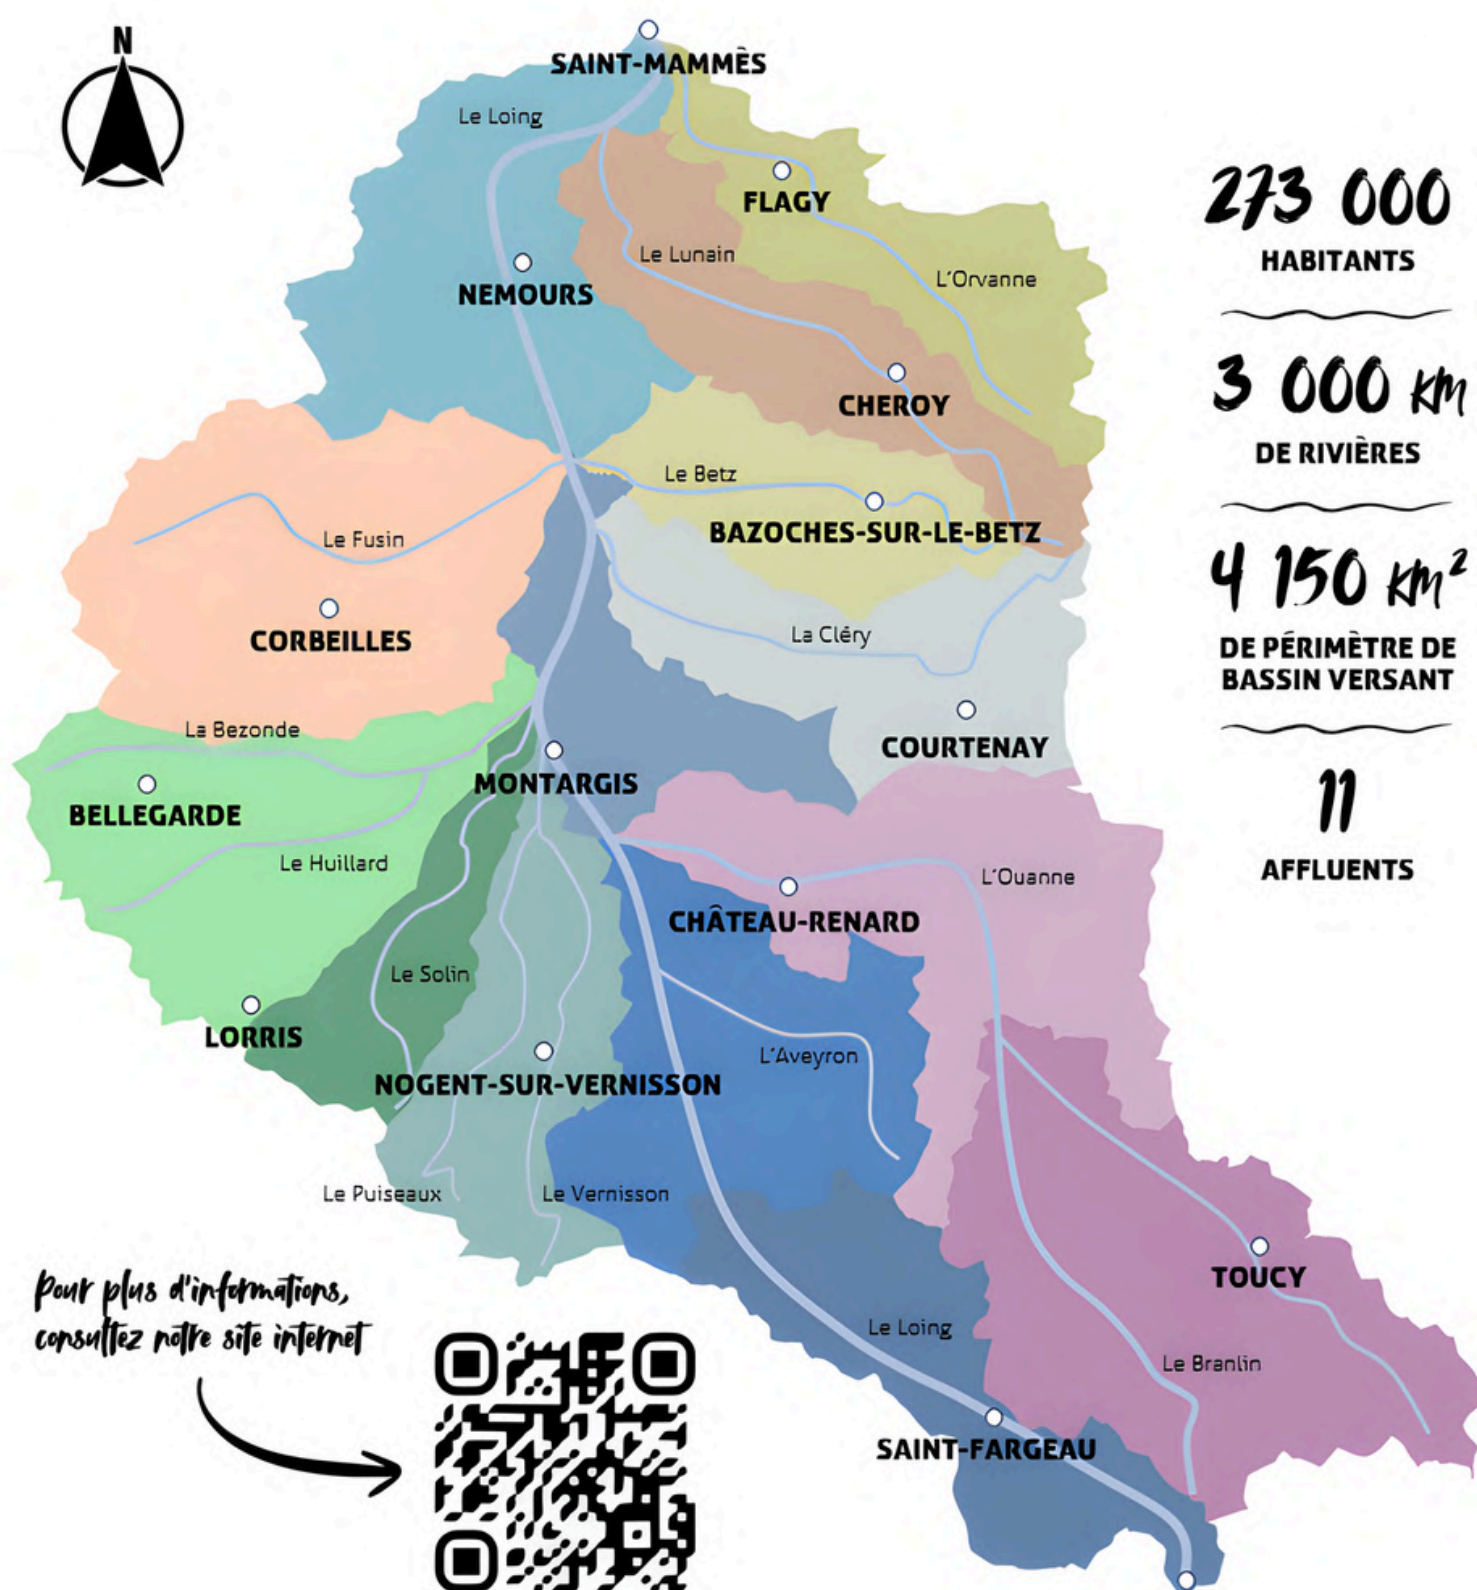 N
SAINT-MAMMÈS
Le Loing
FLAGY
Le Lunain
L'Orvanne
NEMOURS
CHEROY
Le Betz
BAZOCHES-SUR-LE-BETZ
Le Fusin
CORBEILLES
La Cléry
La Bezonde
COURTENAY
MONTARGIS
BELLEGARDE
Le Huillard
L'Ouanne
CHÂTEAU-RENARD
Le Solin
LORRIS
L'Aveyron
NOGENT-SUR-VERNISSON
Le Puiseaux
Le Vernisson
TOUCY
Le Loing
Le Branlin
SAINT-FARGEAU
273 000
HABITANTS
3 000 KM
DE RIVIÈRES
4 150 KM²
DE PÉRIMÈTRE DE
BASSIN VERSANT
11
AFFLUENTS
Pour plus d'informations,
consultez notre site internet